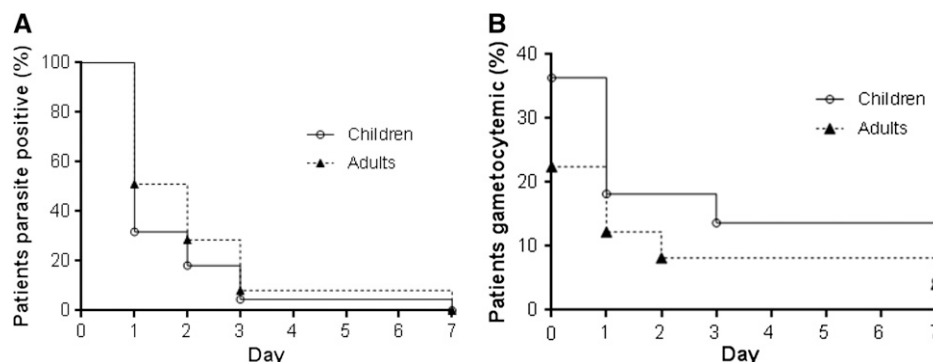 A
Patients parasite positive (%)
100
80
60
40
20
0
Children
Adults
0 1 2 3 4 5 6 7
Day
B
Patients gametocytemic (%)
40
30
20
10
0
Children
Adults
0 1 2 3 4 5 6
Day